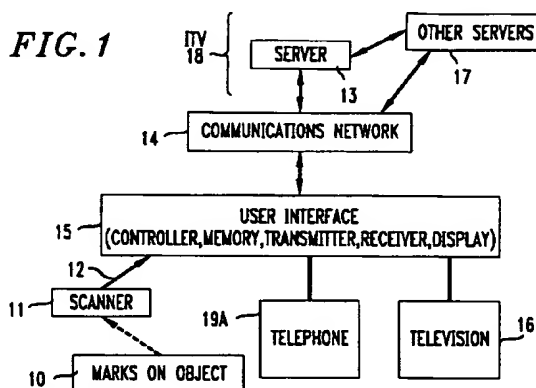 FIG. 1
ITV
18
SERVER
13
OTHER SERVERS
17
14
COMMUNICATIONS NETWORK
15
USER INTERFACE
(CONTROLLER,MEMORY,TRANSMITTER,RECEIVER,DISPLAY)
12
11
SCANNER
10
MARKS ON OBJECT
19A
TELEPHONE
TELEVISION
16